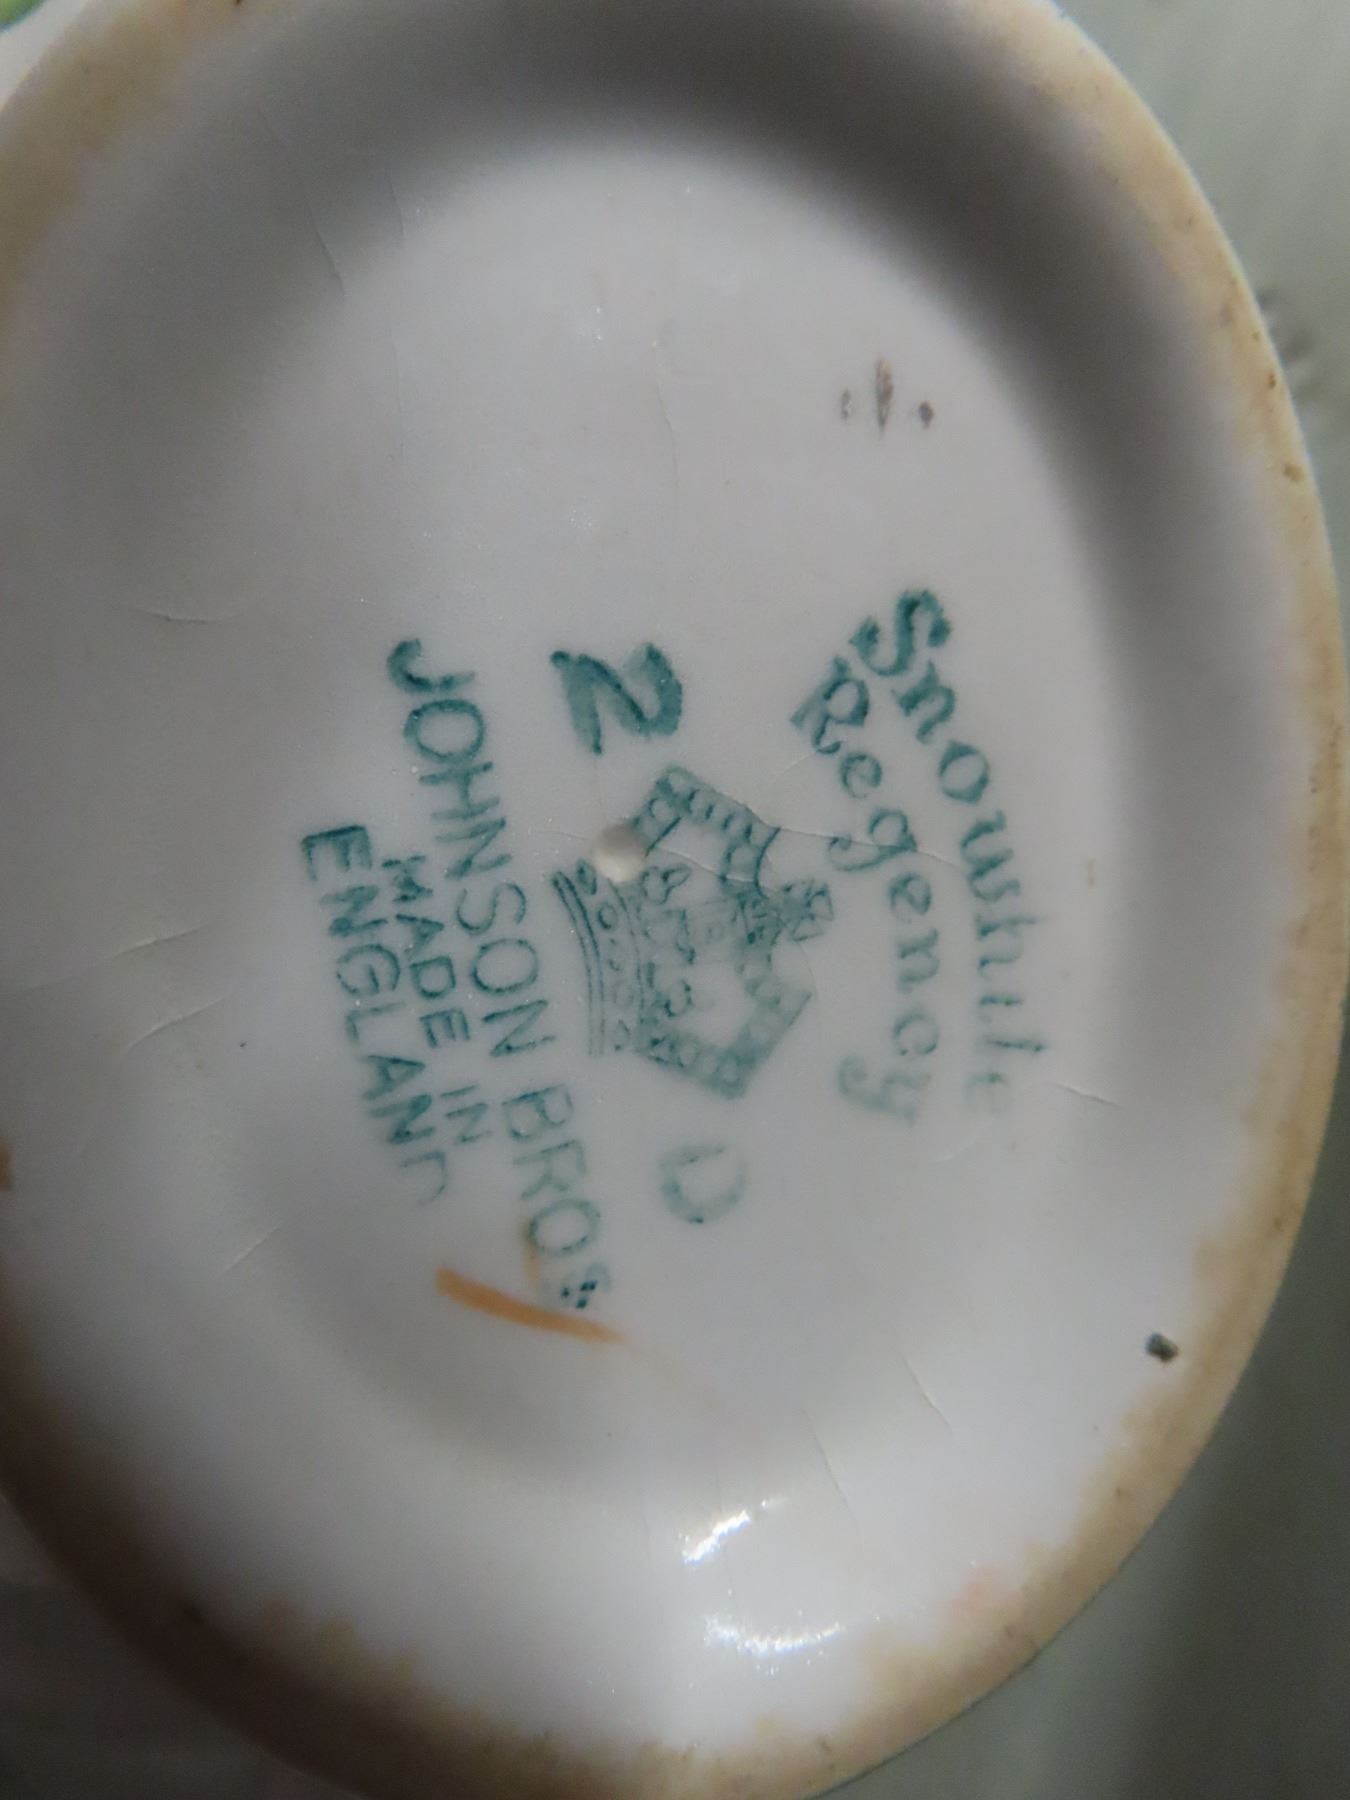 Snowhite
Regency
2 D
JOHNSON BROS
MADE IN
ENGLAND